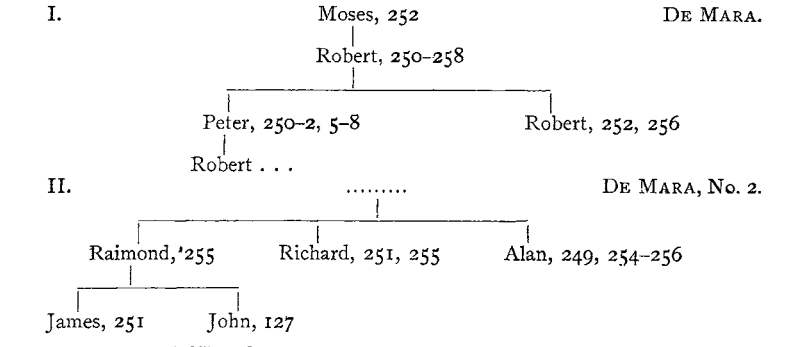 I. Moses, 252 DE MARA.
Robert, 250–258
Peter, 250–2, 5–8 Robert, 252, 256
Robert . . .
II. ......... DE MARA, No. 2.
Raimond, 255 Richard, 251, 255 Alan, 249, 254–256
James, 251 John, 127